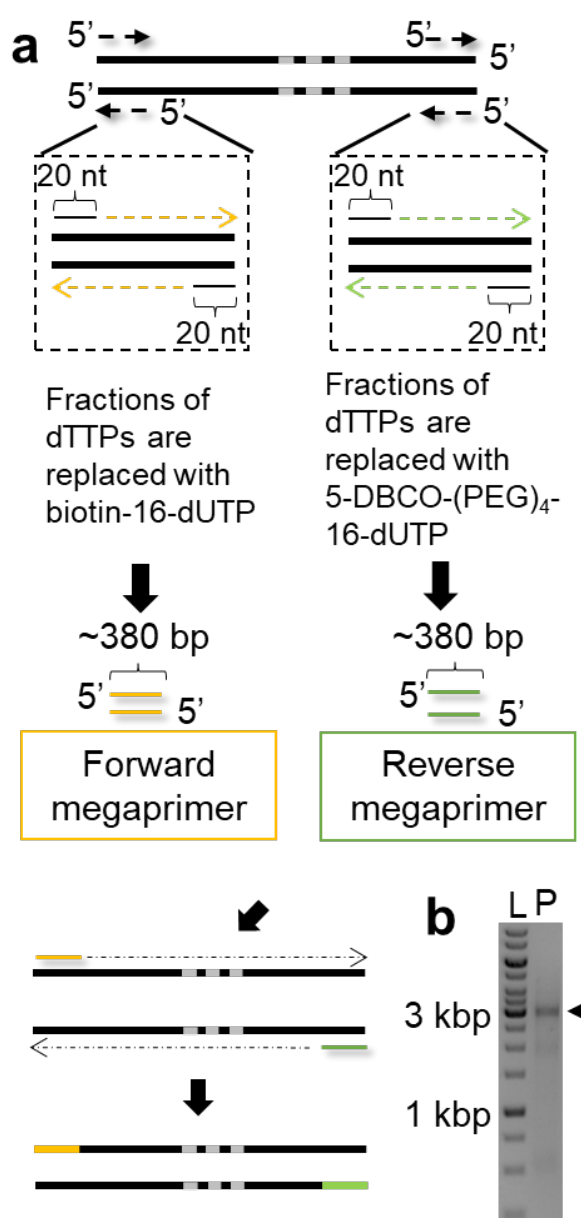 a
5’
5’
5’
5’
5’
5’
20 nt
20 nt
20 nt
20 nt
Fractions of
dTTPs are
replaced with
biotin-16-dUTP
Fractions of
dTTPs are
replaced with
5-DBCO-(PEG)₄-
16-dUTP
~380 bp
~380 bp
5’
5’
5’
5’
Forward
megaprimer
Reverse
megaprimer
b
L P
3 kbp
1 kbp